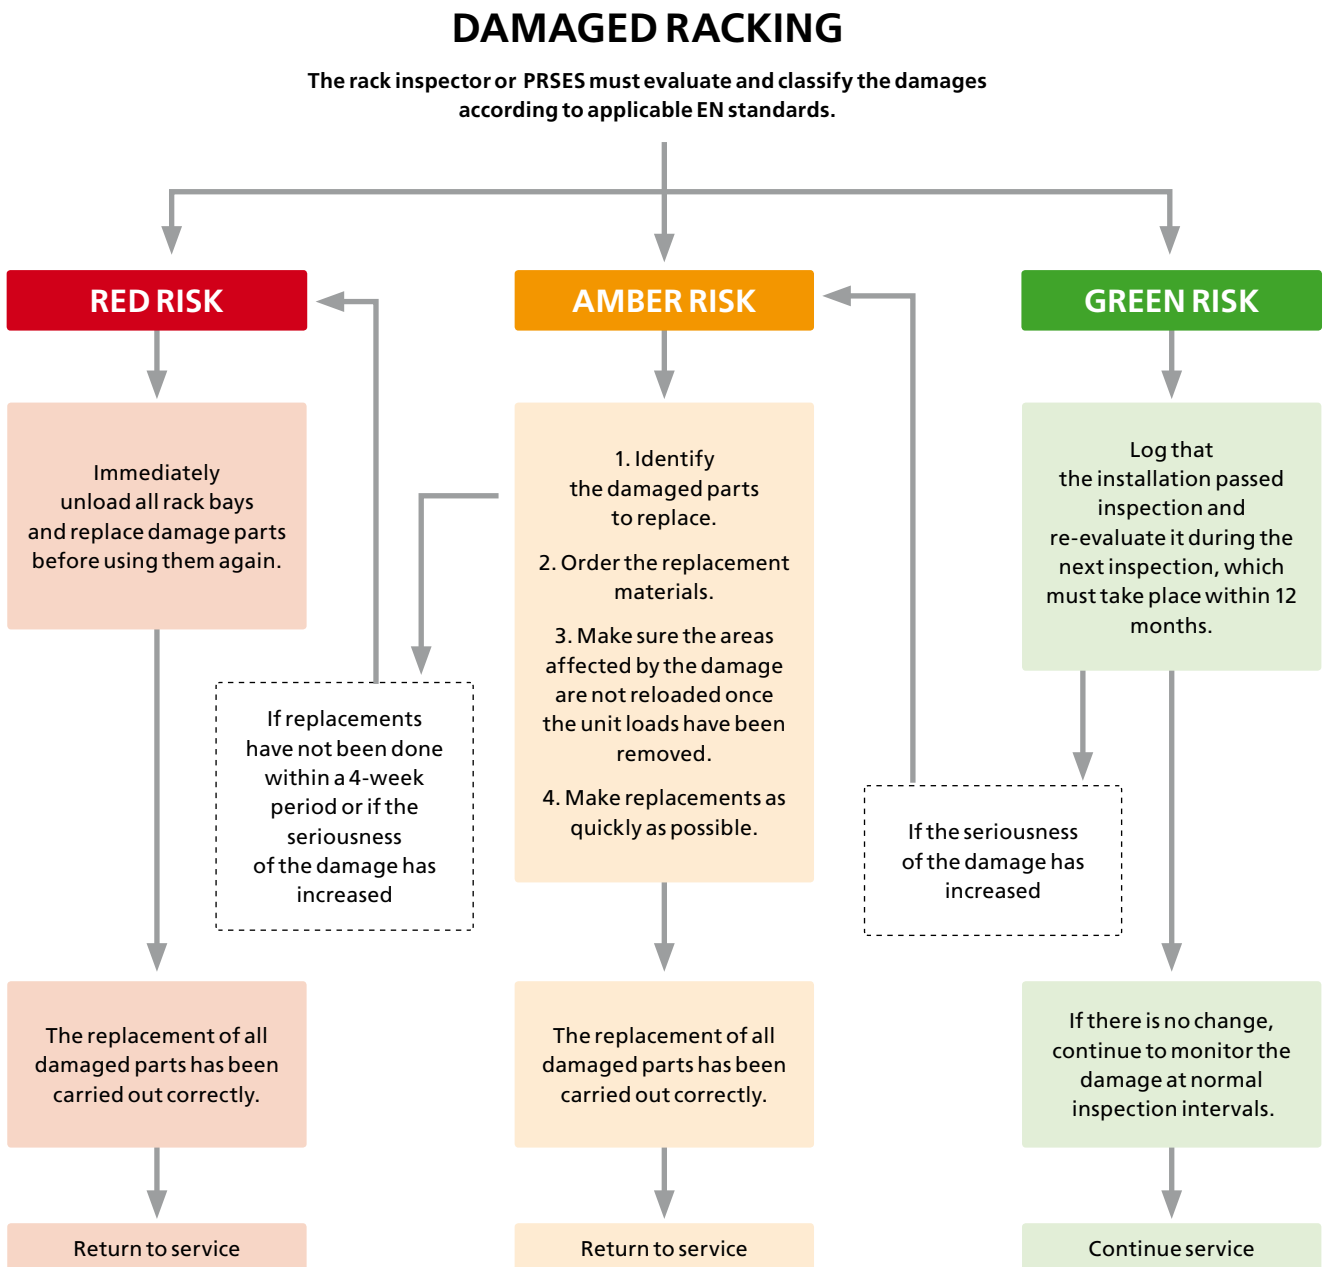 DAMAGED RACKING
The rack inspector or PRSES must evaluate and classify the damages
according to applicable EN standards.
RED RISK
Immediately
unload all rack bays
and replace damage parts
before using them again.
If replacements
have not been done
within a 4-week
period or if the
seriousness
of the damage has
increased
The replacement of all
damaged parts has been
carried out correctly.
Return to service
AMBER RISK
1. Identify
the damaged parts
to replace.
2. Order the replacement
materials.
3. Make sure the areas
affected by the damage
are not reloaded once
the unit loads have been
removed.
4. Make replacements as
quickly as possible.
The replacement of all
damaged parts has been
carried out correctly.
Return to service
GREEN RISK
Log that
the installation passed
inspection and
re-evaluate it during the
next inspection, which
must take place within 12
months.
If the seriousness
of the damage has
increased
If there is no change,
continue to monitor the
damage at normal
inspection intervals.
Continue service